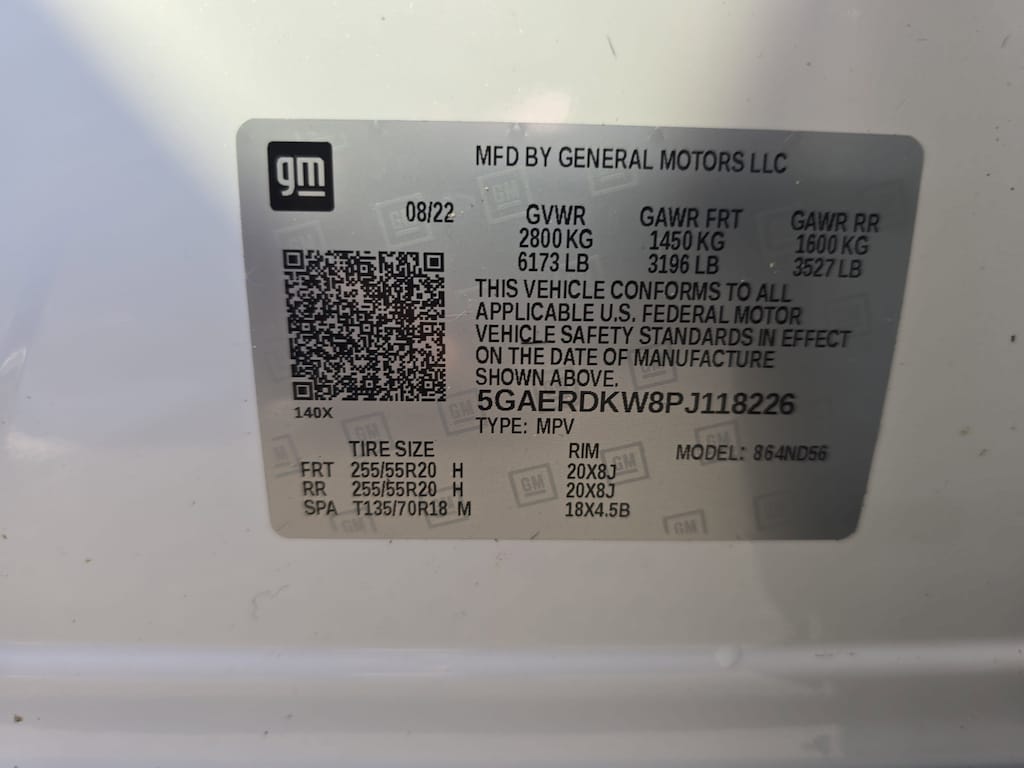 gm
MFD BY GENERAL MOTORS LLC
08/22 GVWR GAWR FRT GAWR RR
2800 KG 1450 KG 1600 KG
6173 LB 3196 LB 3527 LB
THIS VEHICLE CONFORMS TO ALL
APPLICABLE U.S. FEDERAL MOTOR
VEHICLE SAFETY STANDARDS IN EFFECT
ON THE DATE OF MANUFACTURE
SHOWN ABOVE.
140X 5GAERDKW8PJ118226
TYPE: MPV
TIRE SIZE RIM MODEL: 864ND56
FRT 255/55R20 H 20X8J
RR 255/55R20 H 20X8J
SPA T135/70R18 M 18X4.5B